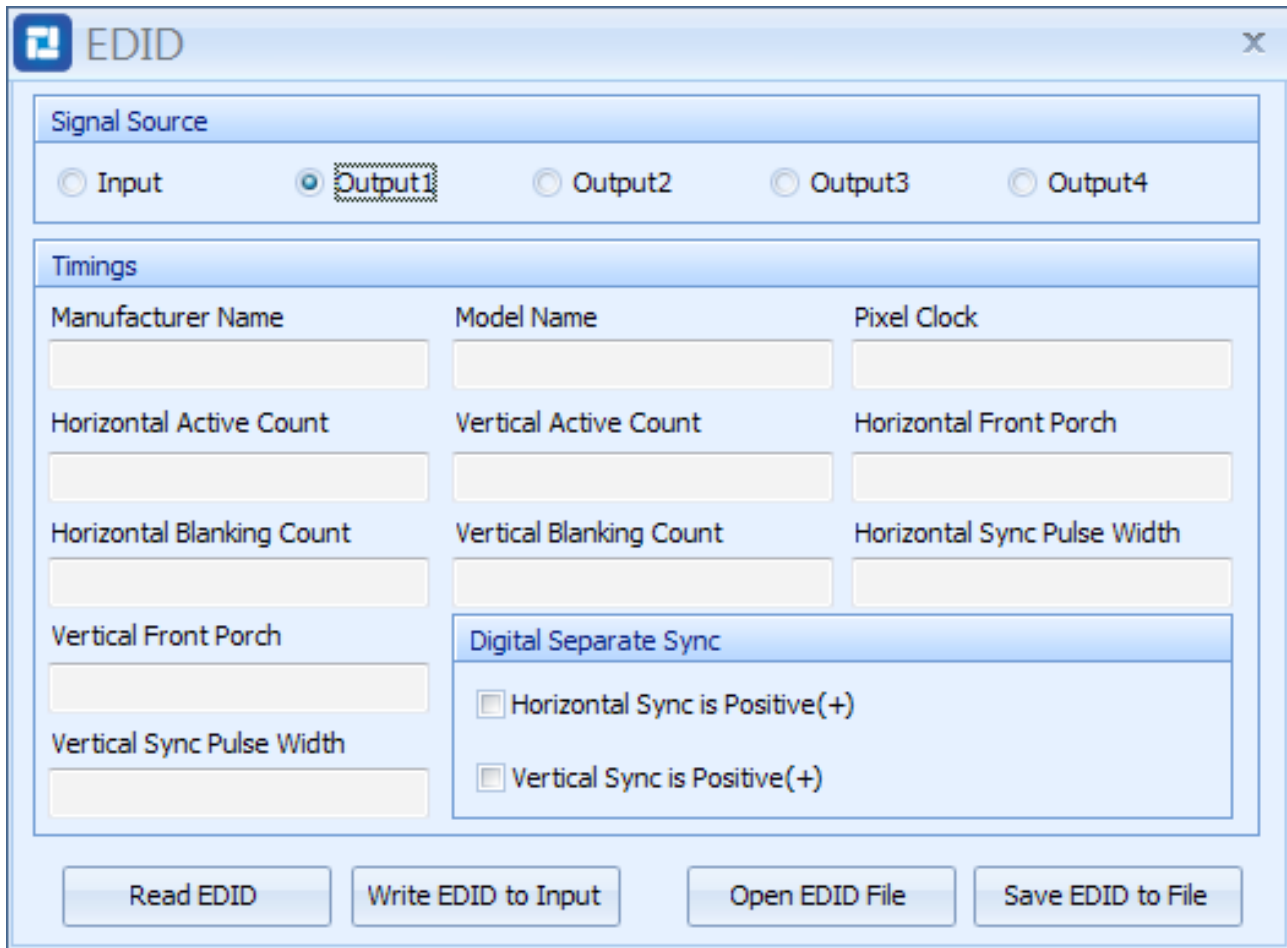 EDID
Signal Source
Input Output1 Output2 Output3 Output4
Timings
Manufacturer Name Model Name Pixel Clock
Horizontal Active Count Vertical Active Count Horizontal Front Porch
Horizontal Blanking Count Vertical Blanking Count Horizontal Sync Pulse Width
Vertical Front Porch
Digital Separate Sync
Horizontal Sync is Positive(+)
Vertical Sync Pulse Width
Vertical Sync is Positive(+)
Read EDID Write EDID to Input Open EDID File Save EDID to File